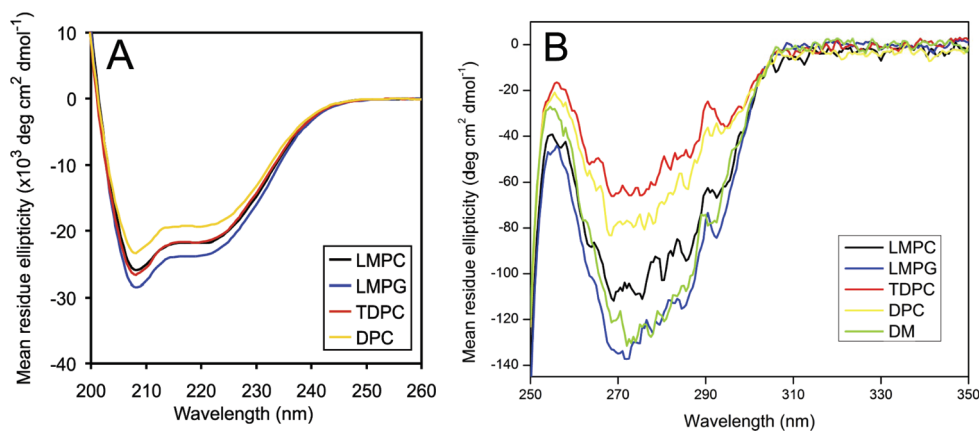 A
Mean residue ellipticity (x10³ deg cm² dmol⁻¹)
10
0
-10
-20
-30
-40
200 210 220 230 240 250 260
Wavelength (nm)
LMPC
LMPG
TDPC
DPC
B
Mean residue ellipticity (deg cm² dmol⁻¹)
0
-20
-40
-60
-80
-100
-120
-140
250 270 290 310 330 350
Wavelength (nm)
LMPC
LMPG
TDPC
DPC
DM